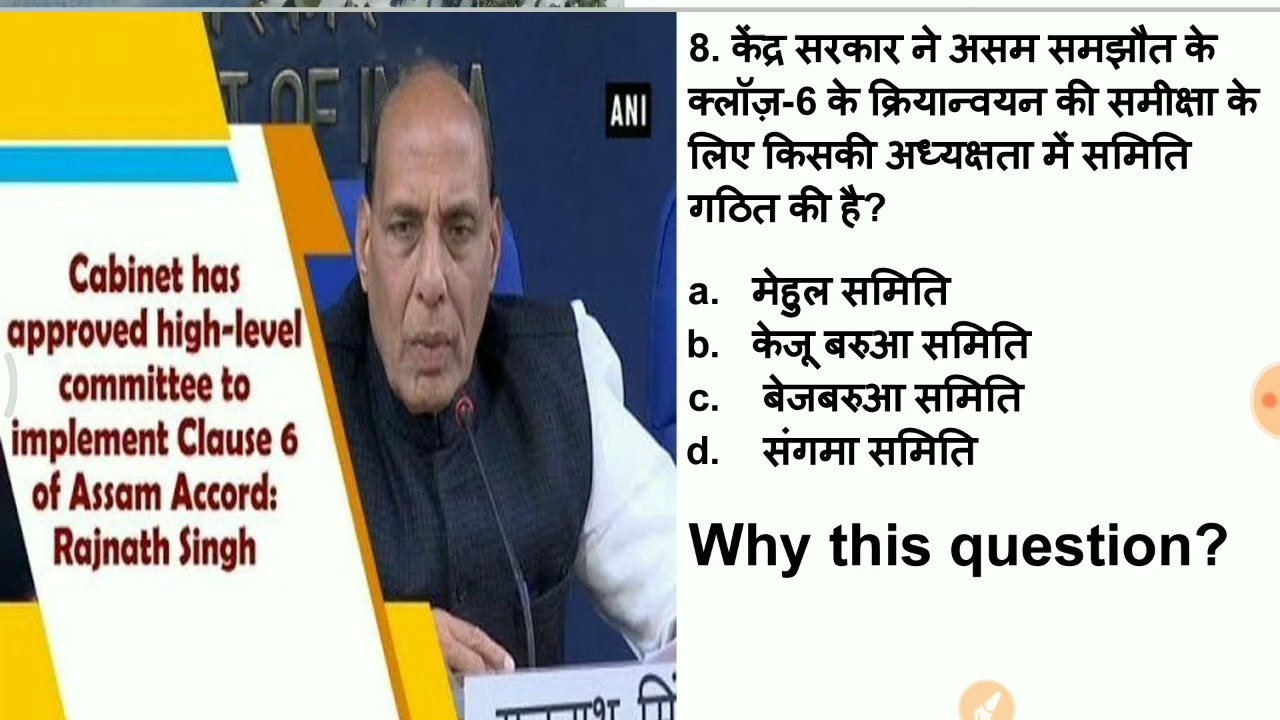 T OF INDIA
ANI
Cabinet has
approved high-level
committee to
implement Clause 6
of Assam Accord:
Rajnath Singh
8. केंद्र सरकार ने असम समझौत के
क्लॉज़-6 के क्रियान्वयन की समीक्षा के
लिए किसकी अध्यक्षता में समिति
गठित की है?
a. मेहुल समिति
b. केजू बरुआ समिति
c. बेजबरुआ समिति
d. संगमा समिति
Why this question?